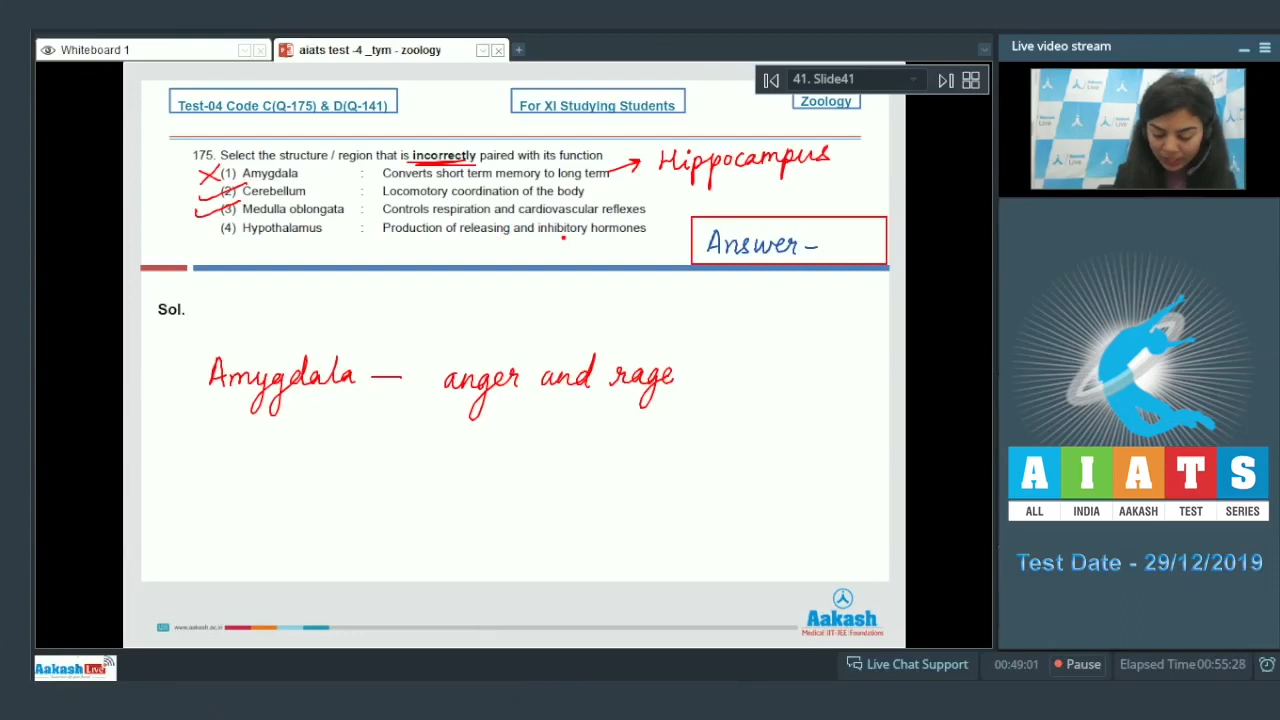 Whiteboard 1
aiats test -4 _tym - zoology
Live video stream
41. Slide41
Test-04 Code C(Q-175) & D(Q-141)
For XI Studying Students
Zoology
175. Select the structure / region that is incorrectly paired with its function
(1) Amygdala : Converts short term memory to long term
Hippocampus
(2) Cerebellum : Locomotory coordination of the body
(3) Medulla oblongata : Controls respiration and cardiovascular reflexes
(4) Hypothalamus : Production of releasing and inhibitory hormones
Answer –
Sol.
Amygdala — anger and rage
A I A T S
ALL INDIA AAKASH TEST SERIES
Test Date - 29/12/2019
www.aakash.ac.in
Aakash
Medical|IIT-JEE|Foundations
Aakash Live
Live Chat Support
00:49:01
Pause
Elapsed Time 00:55:28